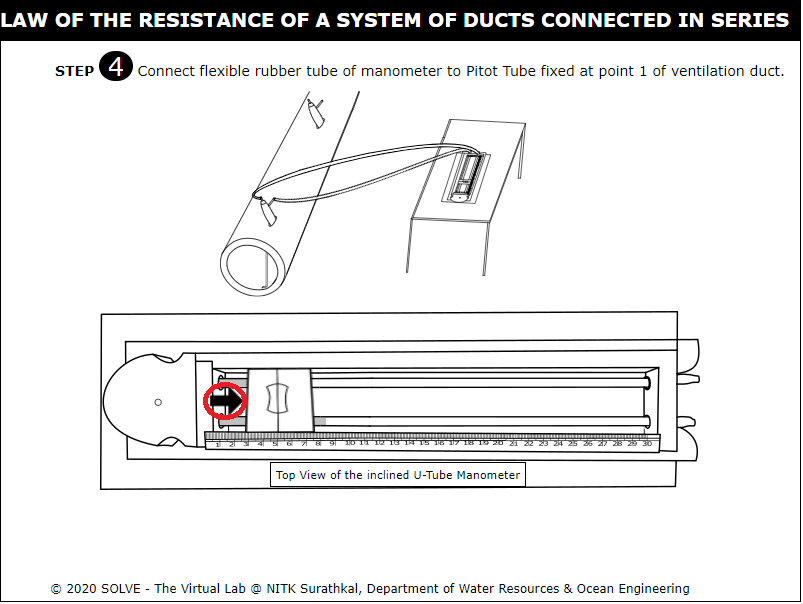 LAW OF THE RESISTANCE OF A SYSTEM OF DUCTS CONNECTED IN SERIES
STEP 4 Connect flexible rubber tube of manometer to Pitot Tube fixed at point 1 of ventilation duct.
1 2 3 4 5 6 7 8 9 10 11 12 13 14 15 16 17 18 19 20 21 22 23 24 25 26 27 28 29 30
Top View of the inclined U-Tube Manometer
© 2020 SOLVE - The Virtual Lab @ NITK Surathkal, Department of Water Resources & Ocean Engineering